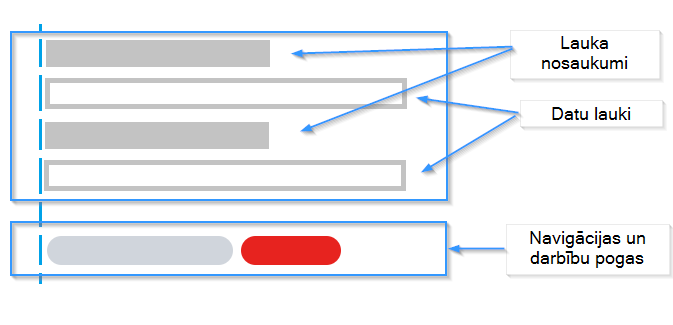 Lauka
nosaukumi
Datu lauki
Navigācijas un
darbību pogas